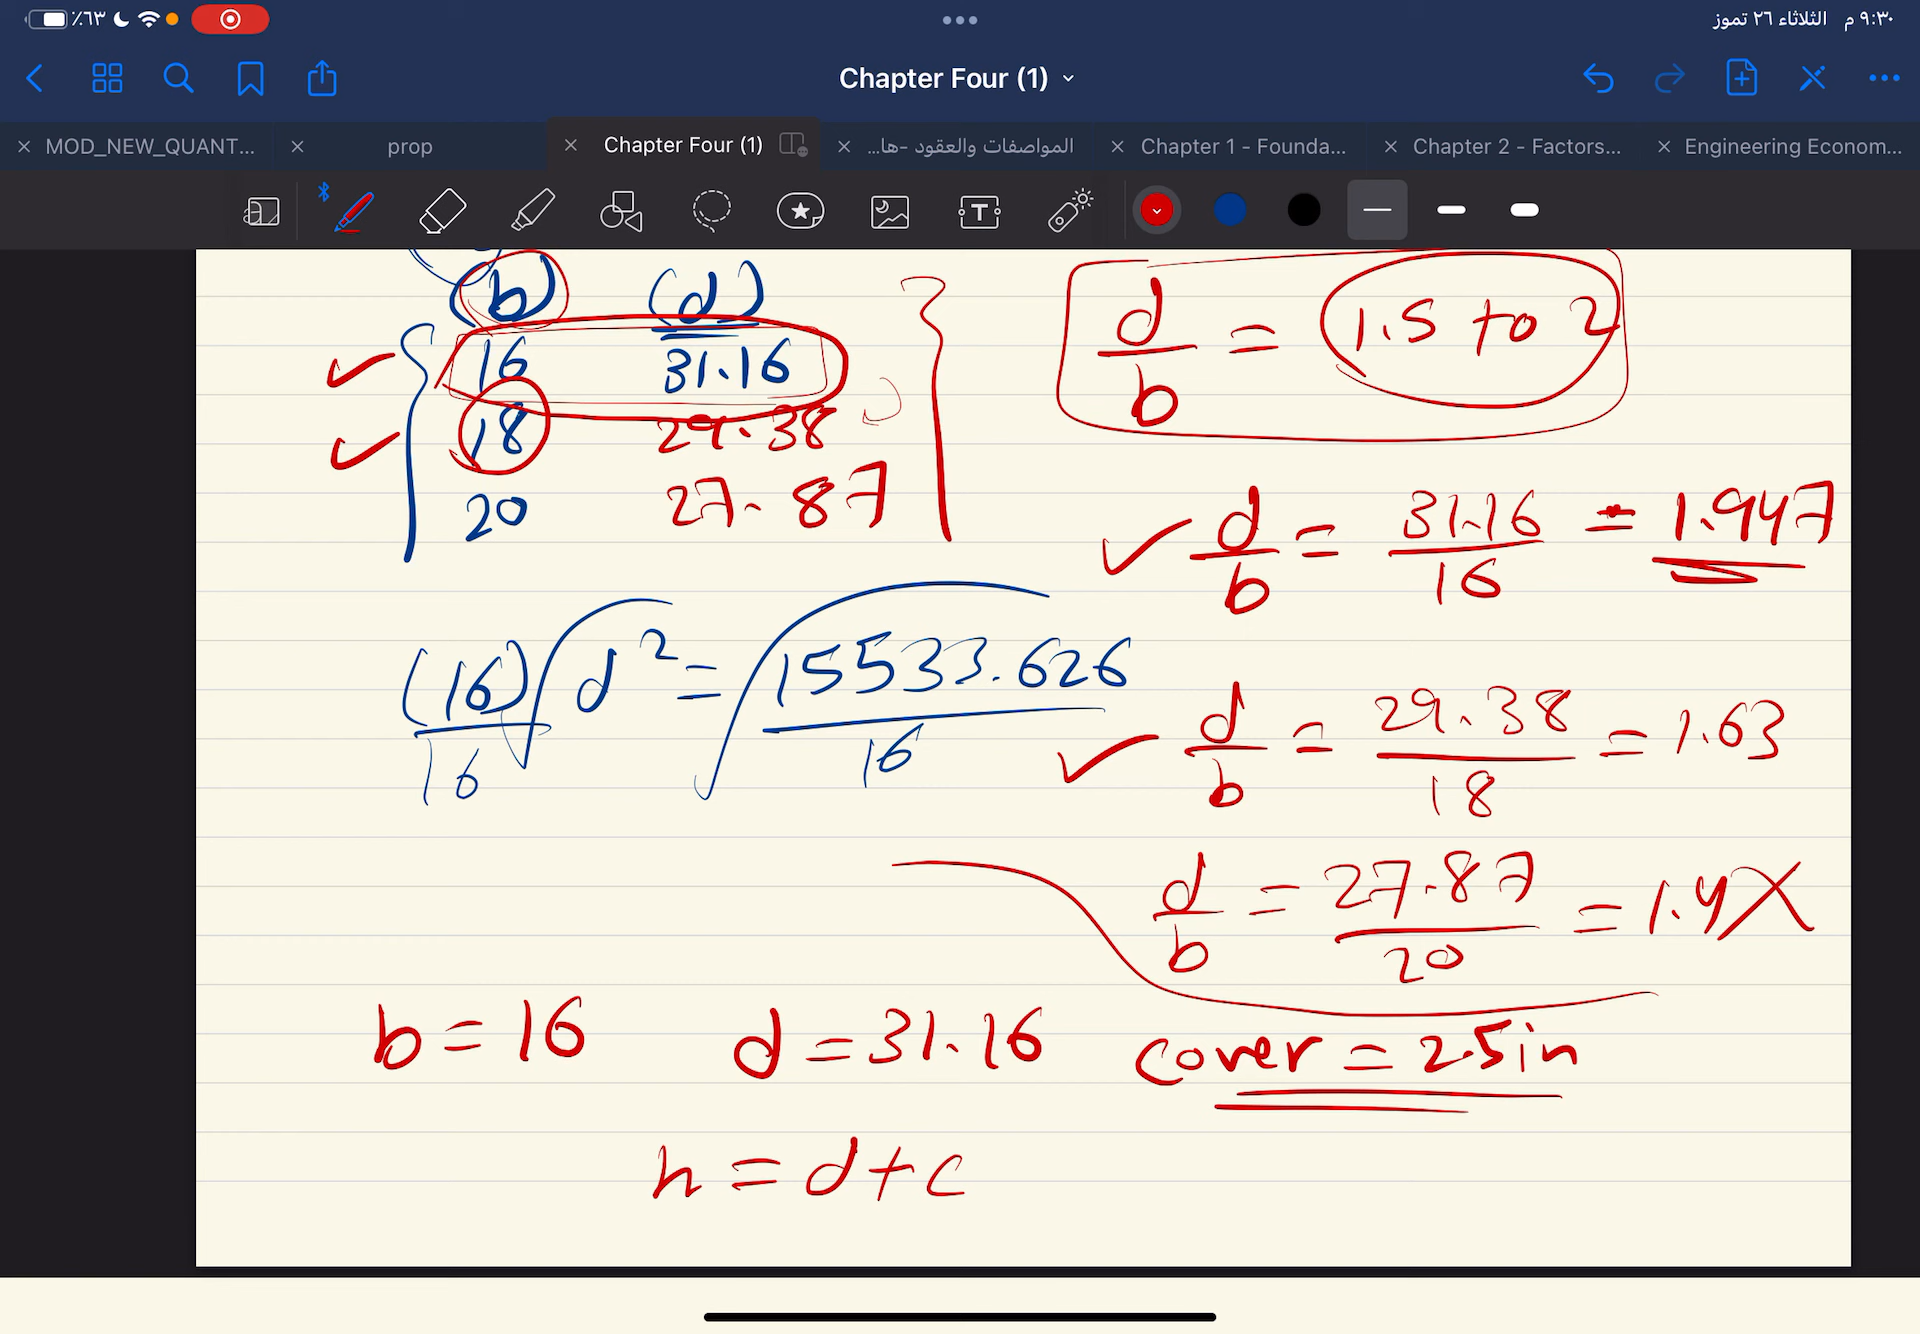 ٪٦٣
٩:٣٠ م الثلاثاء ٢٦ تموز
Chapter Four (1)
MOD_NEW_QUANT...
prop
Chapter Four (1)
المواصفات والعقود -ها...
Chapter 1 - Founda...
Chapter 2 - Factors...
Engineering Econom...
T
(b) (d)
16 31.16
18 29.38
20 27.87
d/b = 1.5 to 2
d/b = 31.16/16 = 1.947
(16)/16 d² = 15533.626/16
d/b = 29.38/18 = 1.63
d/b = 27.87/20 = 1.4 X
b = 16 d = 31.16 cover = 2.5 in
h = d + c